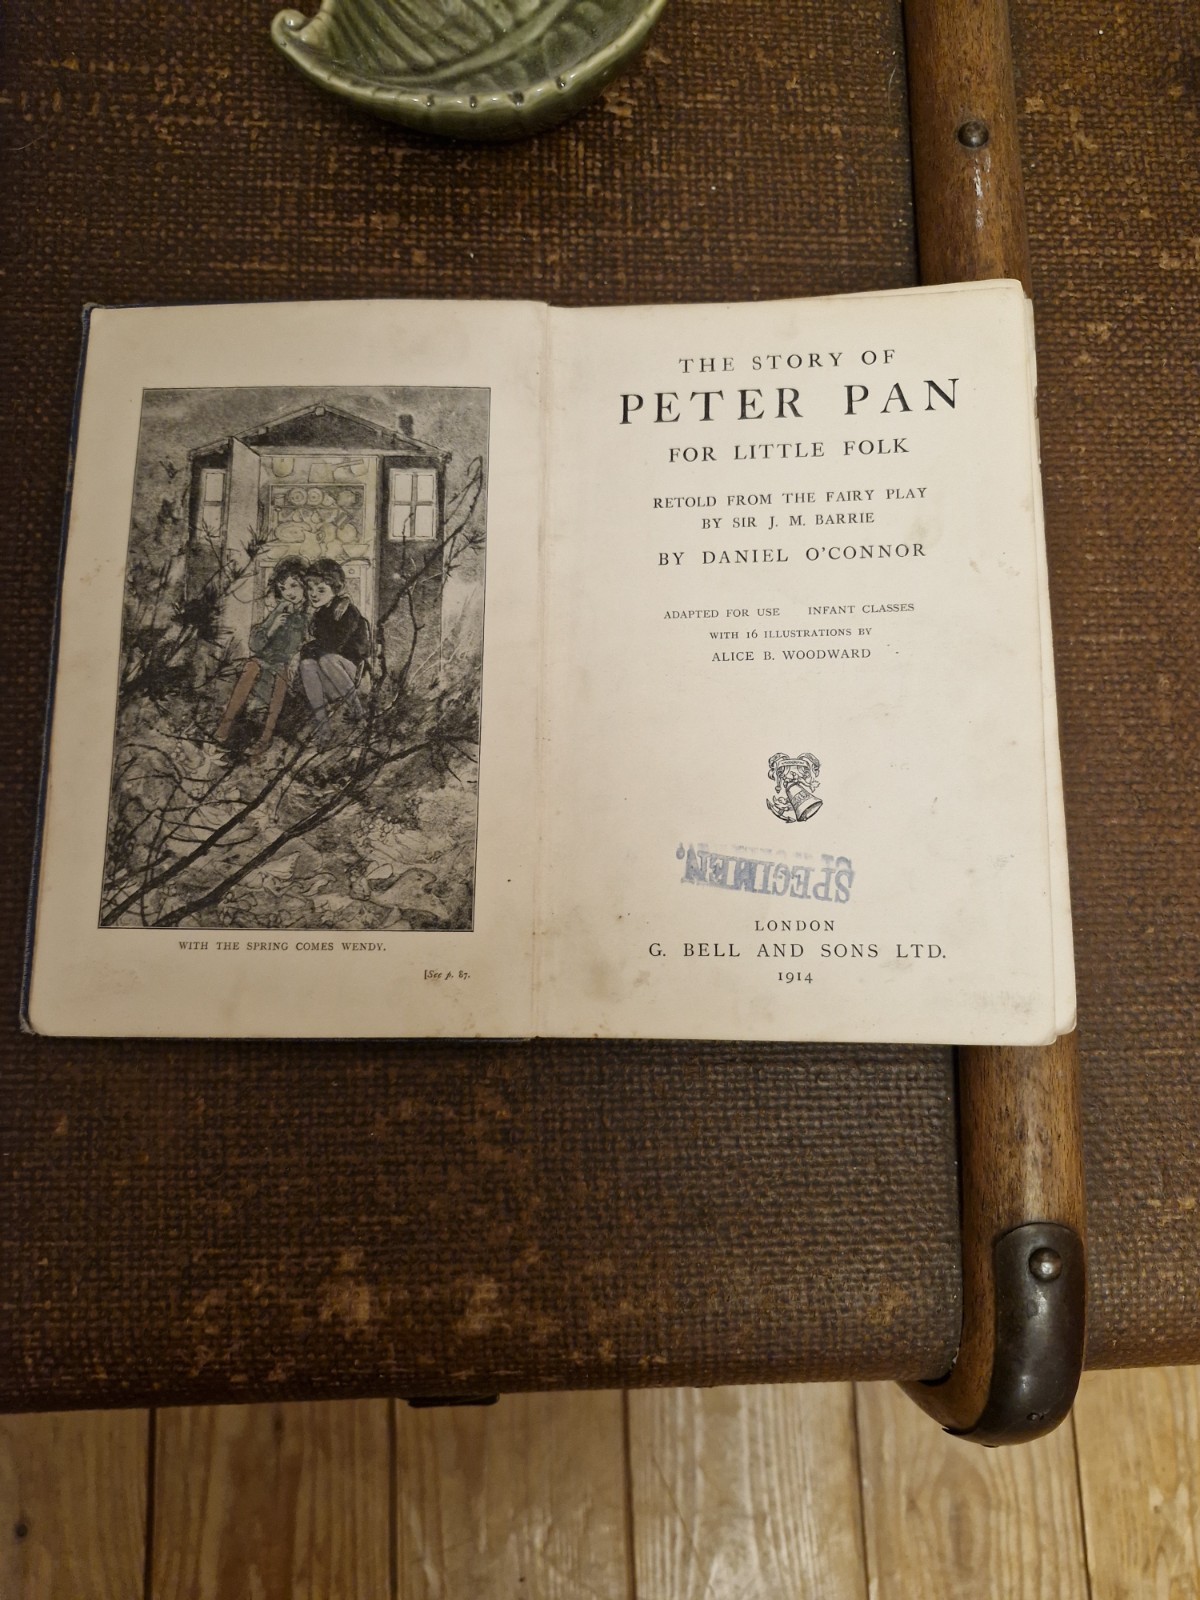 WITH THE SPRING COMES WENDY.
[See p. 87.
THE STORY OF
PETER PAN
FOR LITTLE FOLK
RETOLD FROM THE FAIRY PLAY
BY SIR J. M. BARRIE
BY DANIEL O'CONNOR
ADAPTED FOR USE INFANT CLASSES
WITH 16 ILLUSTRATIONS BY
ALICE B. WOODWARD
SPECIMEN.
LONDON
G. BELL AND SONS LTD.
1914